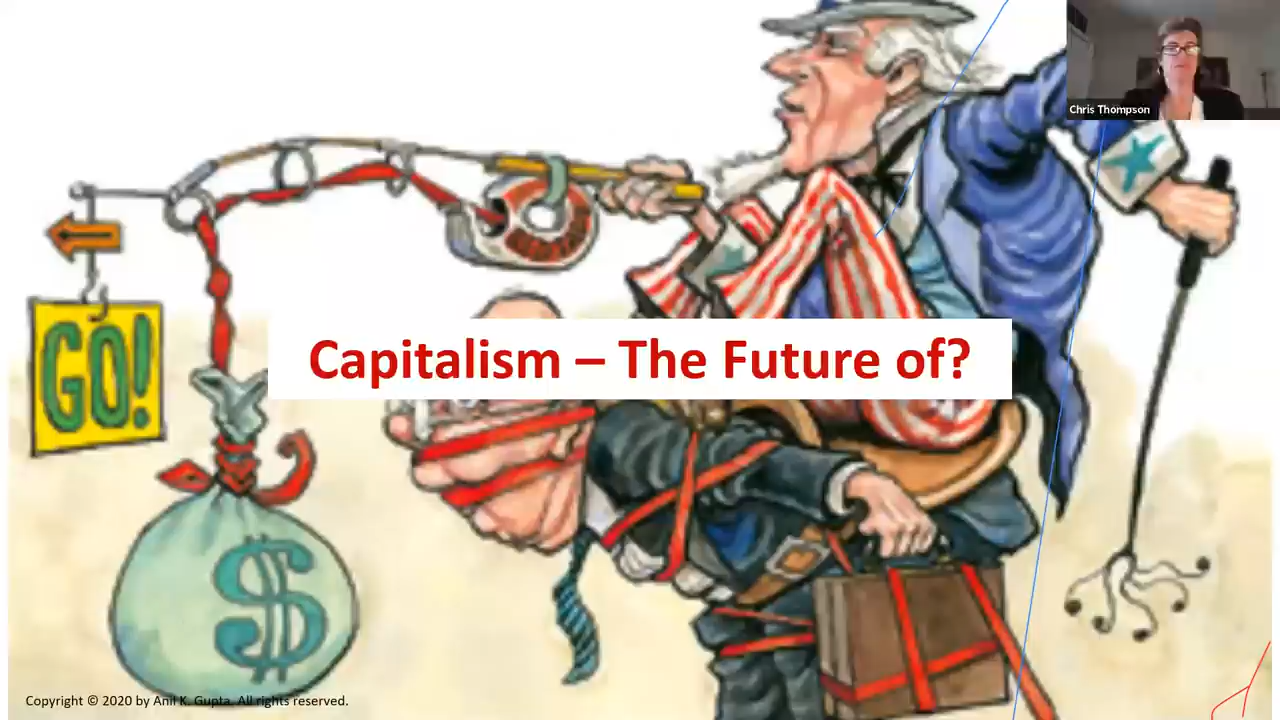 Chris Thompson
GO!
Capitalism – The Future of?
$
Copyright © 2020 by Anil K. Gupta. All rights reserved.